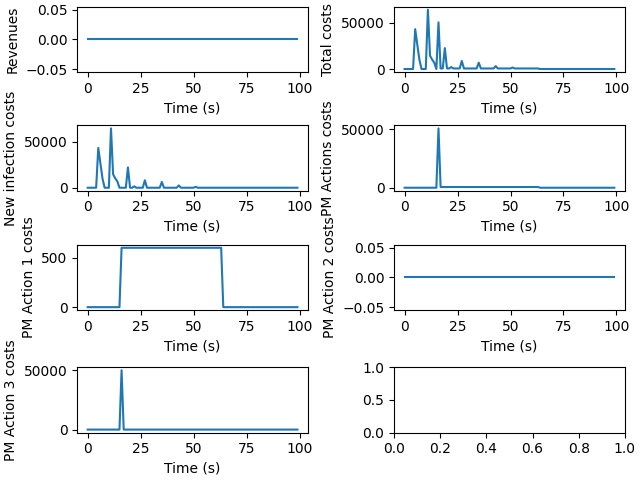 Revenues
0.05
0.00
−0.05
0 25 50 75 100
Time (s)
Total costs
50000
0
0 25 50 75 100
Time (s)
New infection costs
50000
0
0 25 50 75 100
Time (s)
PM Actions costs
50000
0
0 25 50 75 100
Time (s)
PM Action 1 costs
500
0
0 25 50 75 100
Time (s)
PM Action 2 costs
0.05
0.00
−0.05
0 25 50 75 100
Time (s)
PM Action 3 costs
50000
0
0 25 50 75 100
Time (s)
1.0
0.5
0.0
0.0 0.2 0.4 0.6 0.8 1.0